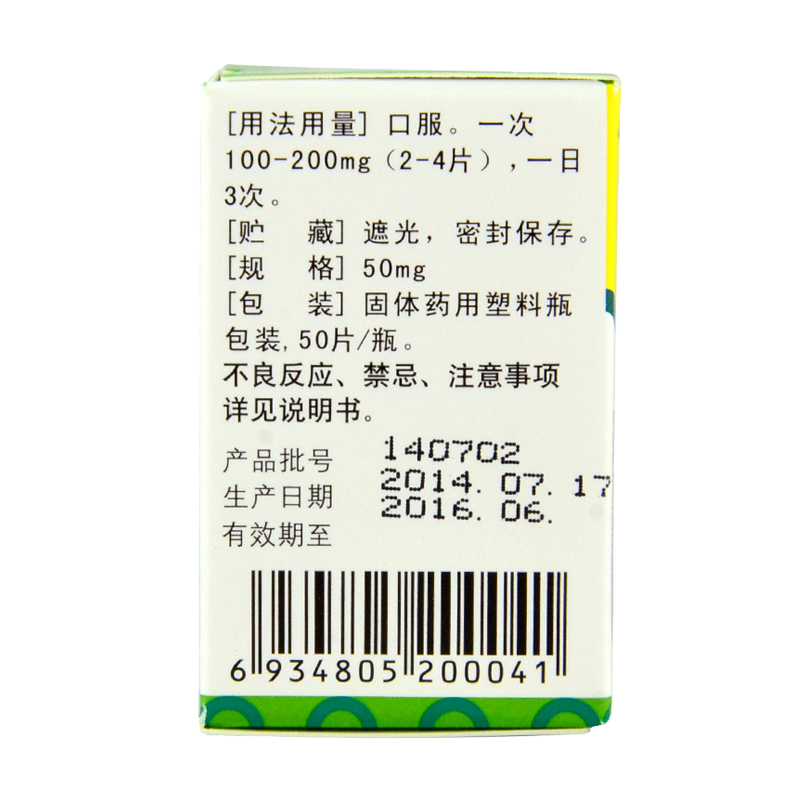 [用法用量] 口服。一次
100-200mg（2-4片），一日
3次。
[贮　藏] 遮光，密封保存。
[规　格] 50mg
[包　装] 固体药用塑料瓶
包装，50片/瓶。
不良反应、禁忌、注意事项
详见说明书。
产品批号 140702
生产日期 2014. 07. 17
有效期至 2016. 06.
6 934805 200041